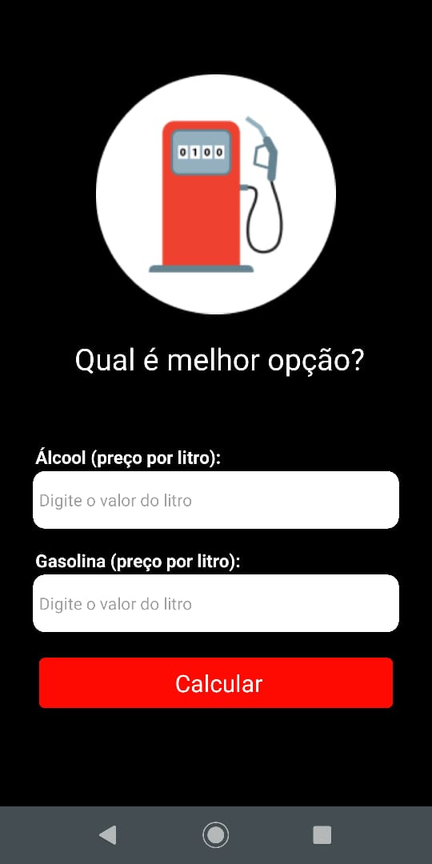 0100
Qual é melhor opção?
Álcool (preço por litro):
Digite o valor do litro
Gasolina (preço por litro):
Digite o valor do litro
Calcular